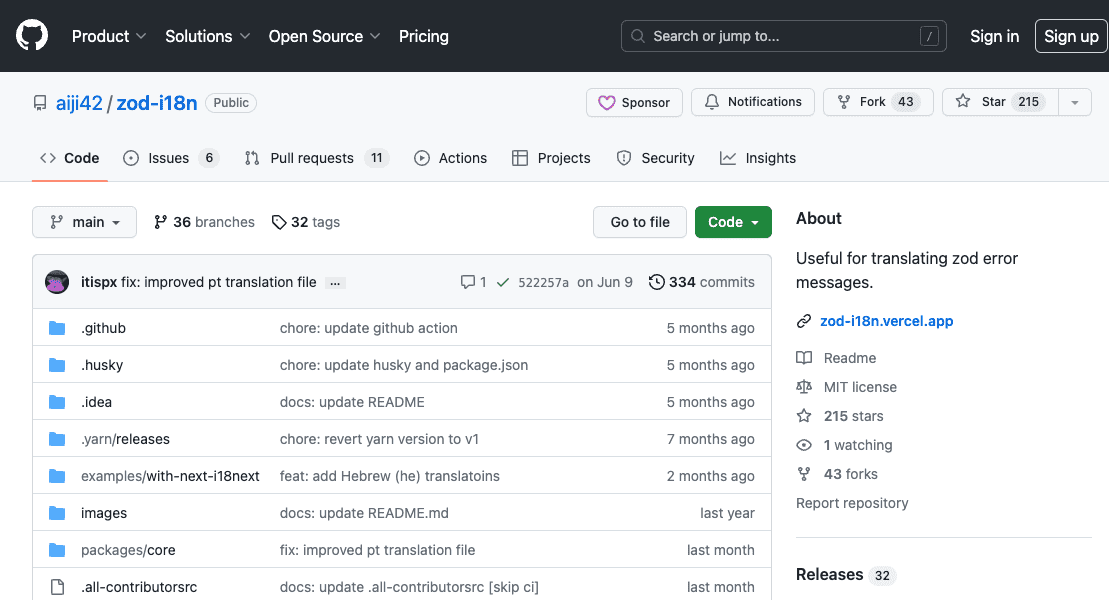 Product Solutions Open Source Pricing Search or jump to... / Sign in Sign up
aiji42 / zod-i18n Public Sponsor Notifications Fork 43 Star 215
Code Issues 6 Pull requests 11 Actions Projects Security Insights
main 36 branches 32 tags Go to file Code
itispx fix: improved pt translation file ... 1 522257a on Jun 9 334 commits
.github chore: update github action 5 months ago
.husky chore: update husky and package.json 5 months ago
.idea docs: update README 5 months ago
.yarn/releases chore: revert yarn version to v1 7 months ago
examples/with-next-i18next feat: add Hebrew (he) translatoins 2 months ago
images docs: update README.md last year
packages/core fix: improved pt translation file last month
.all-contributorsrc docs: update .all-contributorsrc [skip ci] last month
About
Useful for translating zod error
messages.
zod-i18n.vercel.app
Readme
MIT license
215 stars
1 watching
43 forks
Report repository
Releases 32